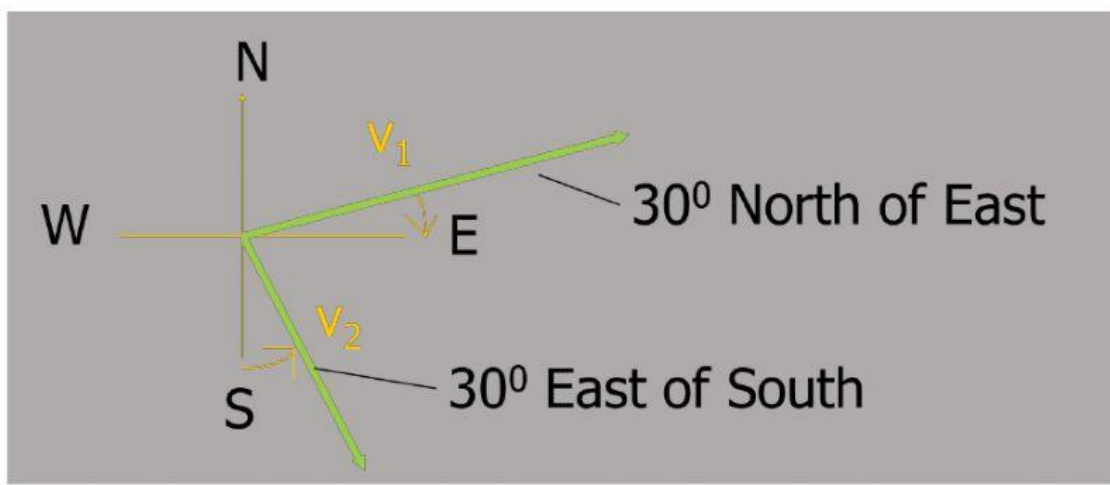 N
V₁
30⁰ North of East
W
E
V₂
30⁰ East of South
S